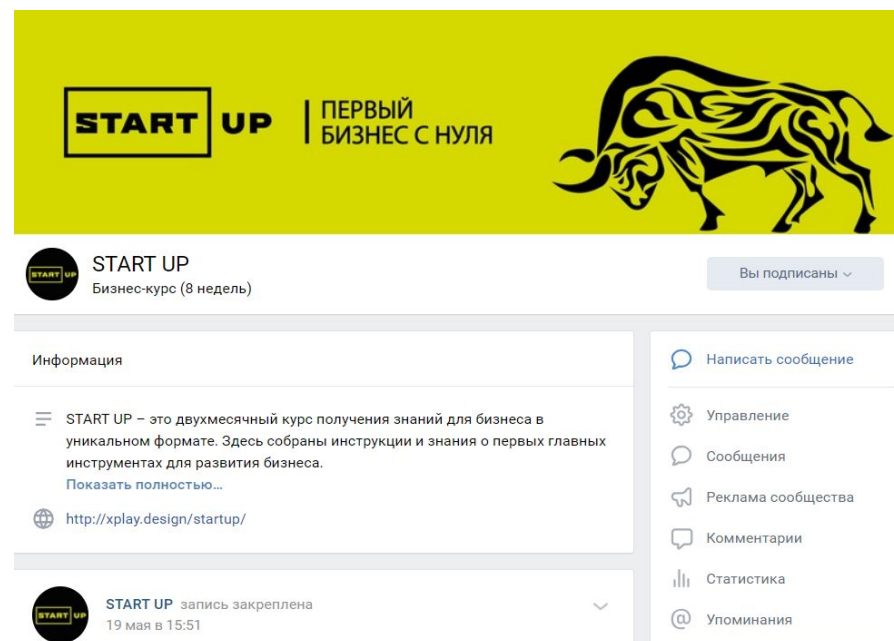 START UP
ПЕРВЫЙ
БИЗНЕС С НУЛЯ
START UP
START UP
Бизнес-курс (8 недель)
Вы подписаны
Информация
START UP – это двухмесячный курс получения знаний для бизнеса в
уникальном формате. Здесь собраны инструкции и знания о первых главных
инструментах для развития бизнеса.
Показать полностью…
http://xplay.design/startup/
START UP
START UP запись закреплена
19 мая в 15:51
Написать сообщение
Управление
Сообщения
Реклама сообщества
Комментарии
Статистика
Упоминания